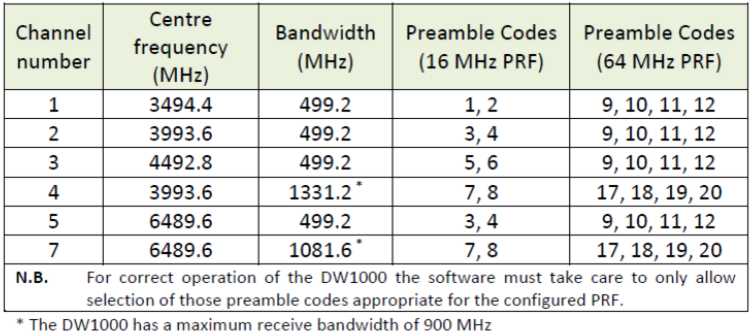 Channel number Centre frequency (MHz) Bandwidth (MHz) Preamble Codes (16 MHz PRF) Preamble Codes (64 MHz PRF)
1 3494.4 499.2 1, 2 9, 10, 11, 12
2 3993.6 499.2 3, 4 9, 10, 11, 12
3 4492.8 499.2 5, 6 9, 10, 11, 12
4 3993.6 1331.2* 7, 8 17, 18, 19, 20
5 6489.6 499.2 3, 4 9, 10, 11, 12
7 6489.6 1081.6* 7, 8 17, 18, 19, 20
N.B. For correct operation of the DW1000 the software must take care to only allow
selection of those preamble codes appropriate for the configured PRF.
* The DW1000 has a maximum receive bandwidth of 900 MHz